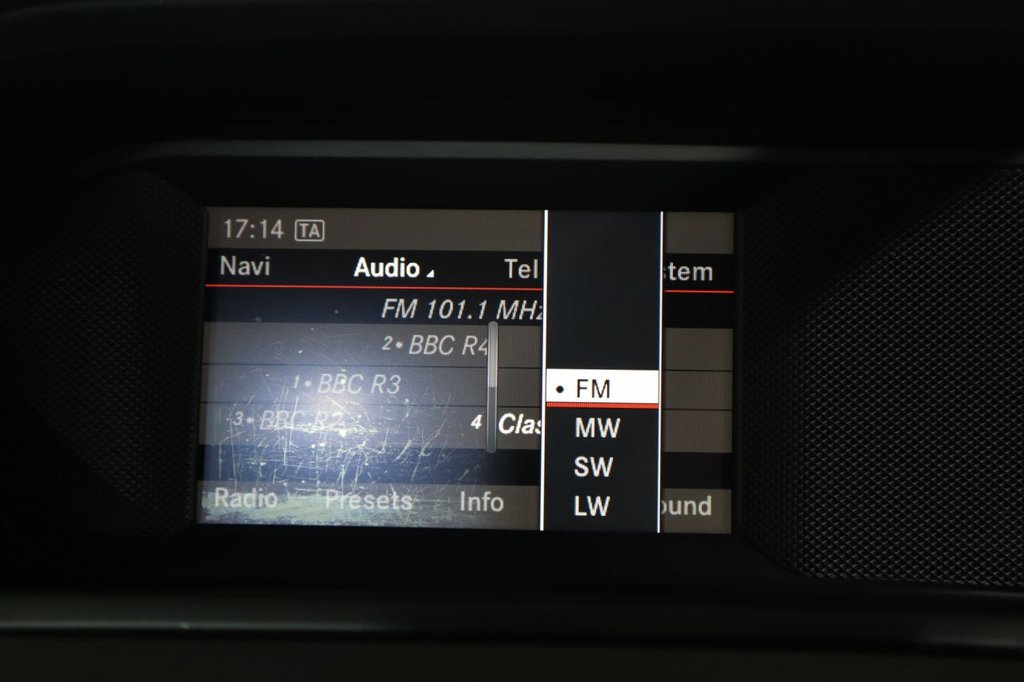 17:14 TA
Navi Audio Tel stem
FM 101.1 MHz
2• BBC R4
1• BBC R3
• FM
3• BBC R2 4 Clas
MW
SW
LW
Radio Presets Info ound